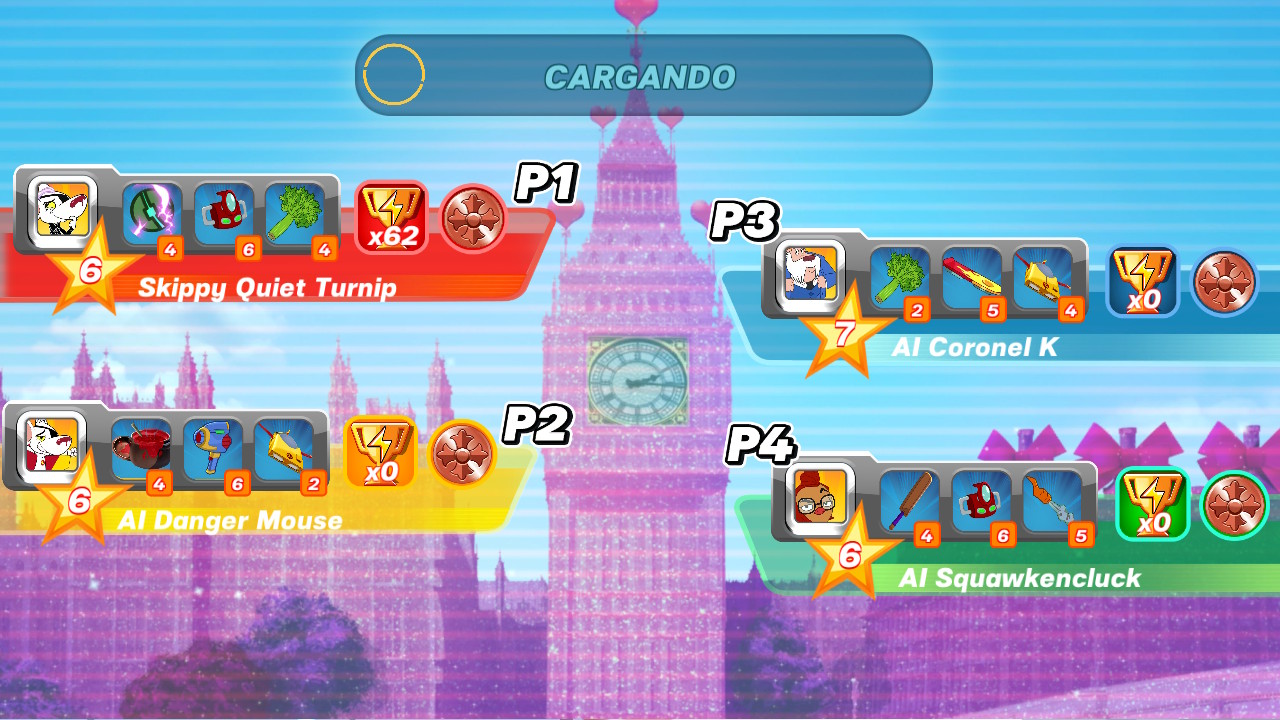 CARGANDO
P1
4
6
4
x62
6
Skippy Quiet Turnip
P3
2
5
4
x0
7
AI Coronel K
P2
4
6
2
x0
6
AI Danger Mouse
P4
4
6
5
x0
6
AI Squawkencluck